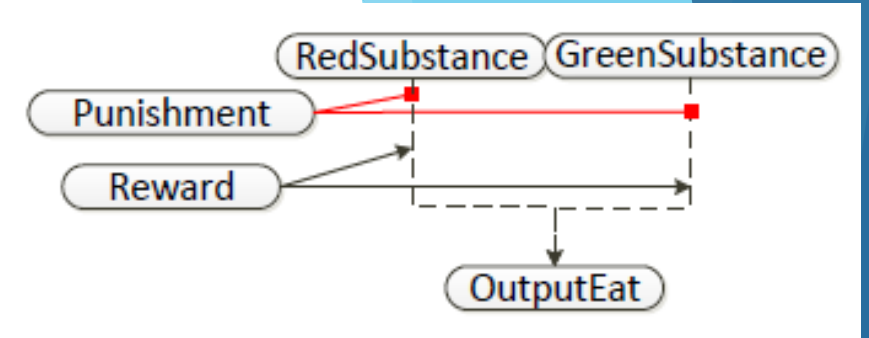 RedSubstance
GreenSubstance
Punishment
Reward
OutputEat